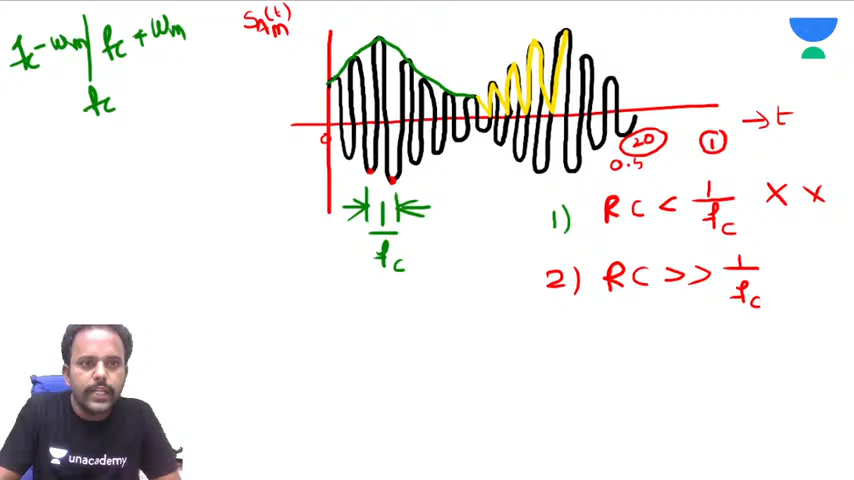 S_Am(t)
fc - ωm | fc + ωm
fc
0
→ t
20
1
0.5
1/fc
1) RC < 1/fc × ×
2) RC >> 1/fc
unacademy